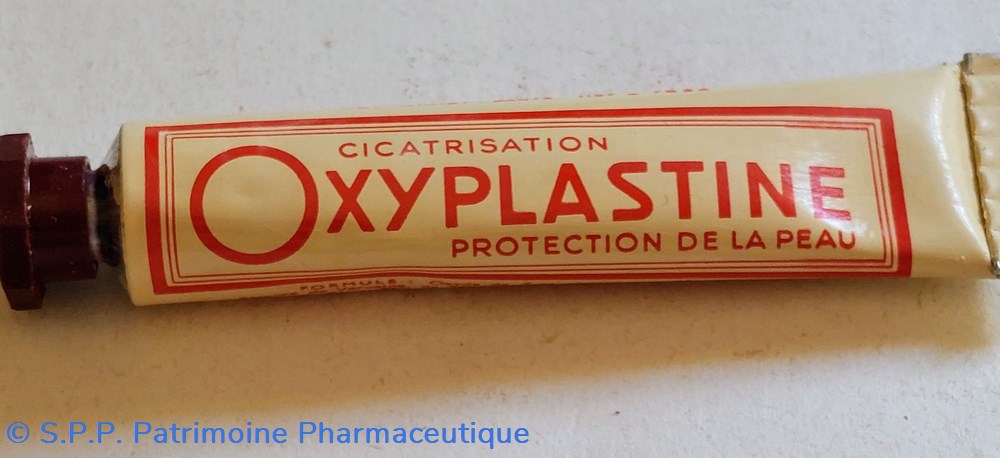 CICATRISATION
OXYPLASTINE
PROTECTION DE LA PEAU
FORMULE :
© S.P.P. Patrimoine Pharmaceutique